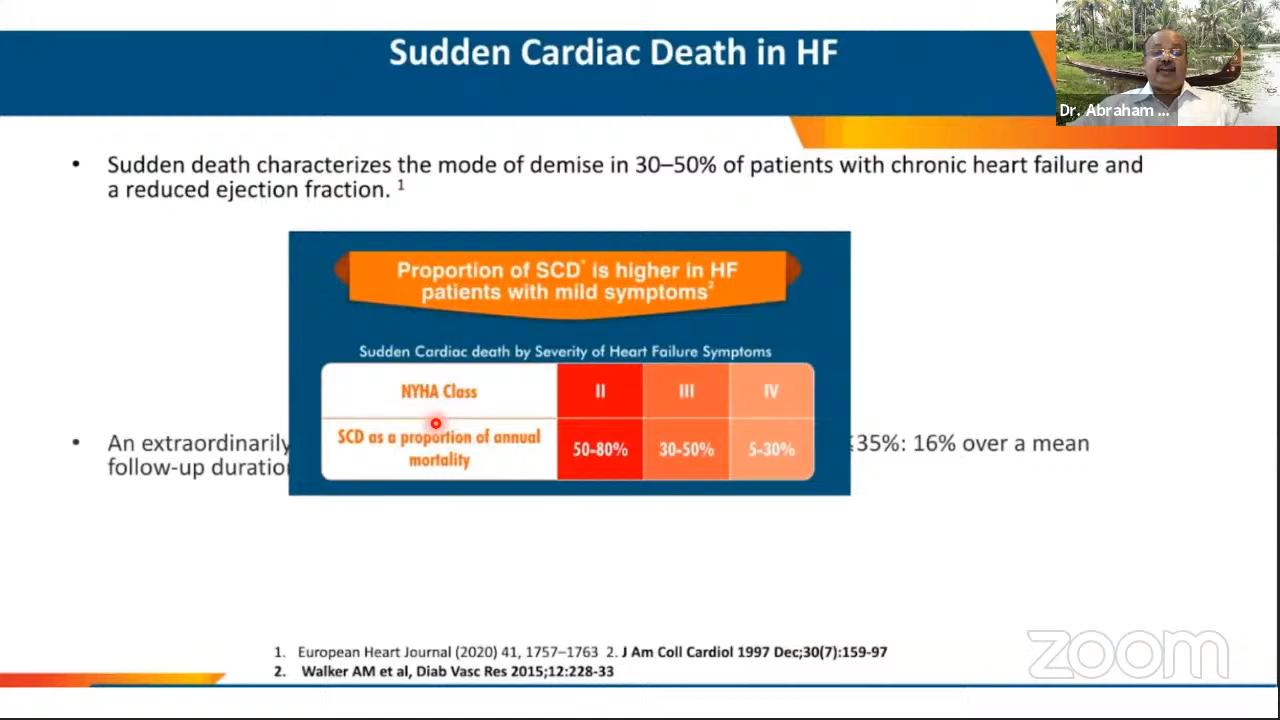 Sudden Cardiac Death in HF
Dr. Abraham ...
• Sudden death characterizes the mode of demise in 30–50% of patients with chronic heart failure and
a reduced ejection fraction. 1
Proportion of SCD* is higher in HF
patients with mild symptoms2
Sudden Cardiac death by Severity of Heart Failure Symptoms
NYHA Class II III IV
SCD as a proportion of annual
mortality 50-80% 30-50% 5-30%
• An extraordinarily 35%: 16% over a mean
follow-up
1. European Heart Journal (2020) 41, 1757–1763 2. J Am Coll Cardiol 1997 Dec;30(7):159-97
2. Walker AM et al, Diab Vasc Res 2015;12:228-33
zoom